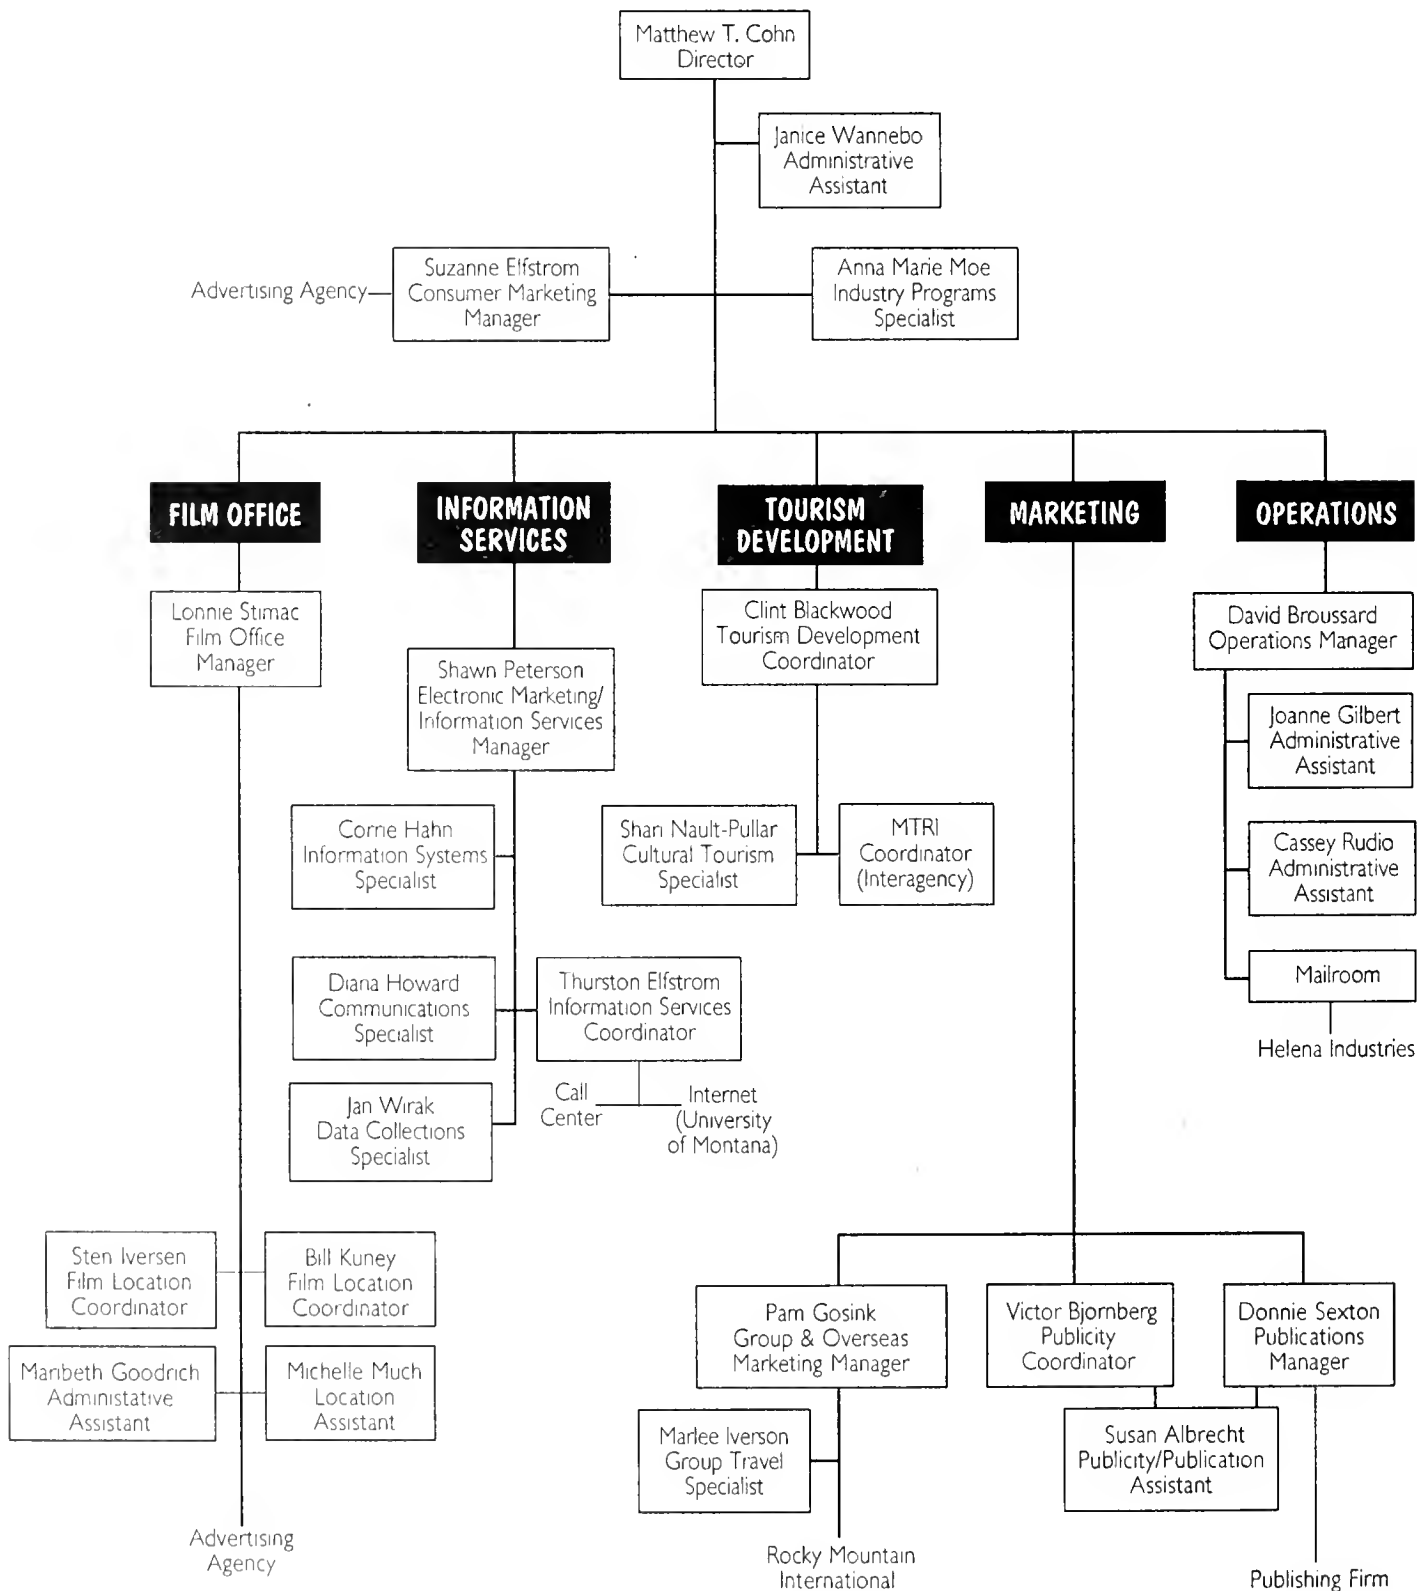 Matthew T. Cohn
Director
Janice Wannebo
Administrative
Assistant
Advertising Agency
Suzanne Elfstrom
Consumer Marketing
Manager
Anna Marie Moe
Industry Programs
Specialist
FILM OFFICE
Lonnie Stimac
Film Office
Manager
Sten Iversen
Film Location
Coordinator
Bill Kuney
Film Location
Coordinator
Maribeth Goodrich
Administative
Assistant
Michelle Much
Location
Assistant
Advertising
Agency
INFORMATION
SERVICES
Shawn Peterson
Electronic Marketing/
Information Services
Manager
Corrie Hahn
Information Systems
Specialist
Diana Howard
Communications
Specialist
Thurston Elfstrom
Information Services
Coordinator
Call
Center
Internet
(University
of Montana)
Jan Wirak
Data Collections
Specialist
TOURISM
DEVELOPMENT
Clint Blackwood
Tourism Development
Coordinator
Shari Nault-Pullar
Cultural Tourism
Specialist
MTRI
Coordinator
(Interagency)
MARKETING
Pam Gosink
Group & Overseas
Marketing Manager
Marlee Iverson
Group Travel
Specialist
Rocky Mountain
International
Victor Bjornberg
Publicity
Coordinator
Donnie Sexton
Publications
Manager
Susan Albrecht
Publicity/Publication
Assistant
Publishing Firm
OPERATIONS
David Broussard
Operations Manager
Joanne Gilbert
Administrative
Assistant
Cassey Rudio
Administrative
Assistant
Mailroom
Helena Industries